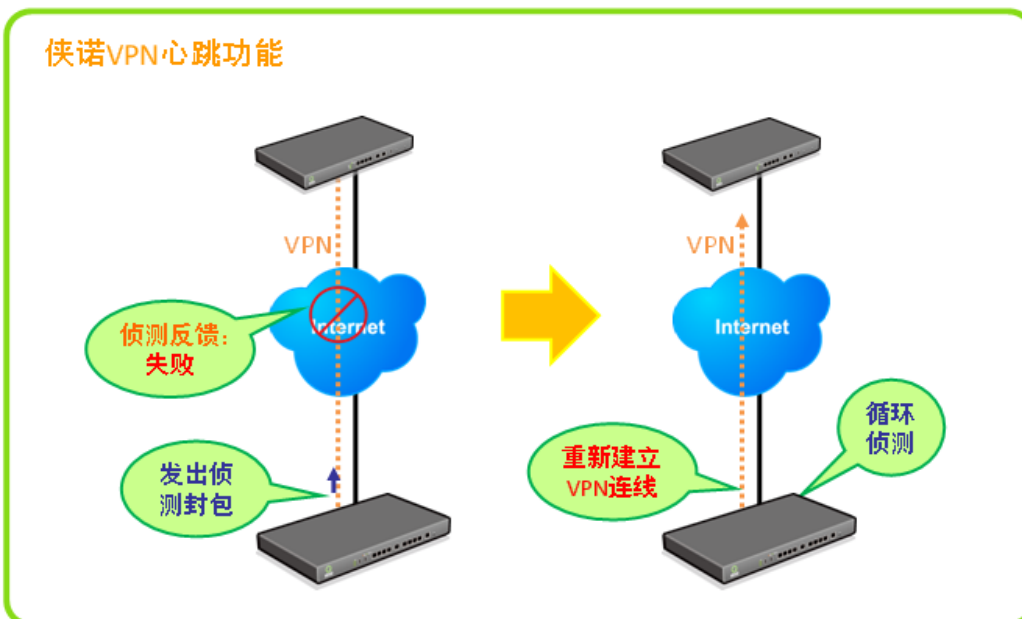 侠诺VPN心跳功能
VPN
Internet
侦测反馈：
失败
发出侦
测封包
VPN
Internet
循环
侦测
重新建立
VPN连线